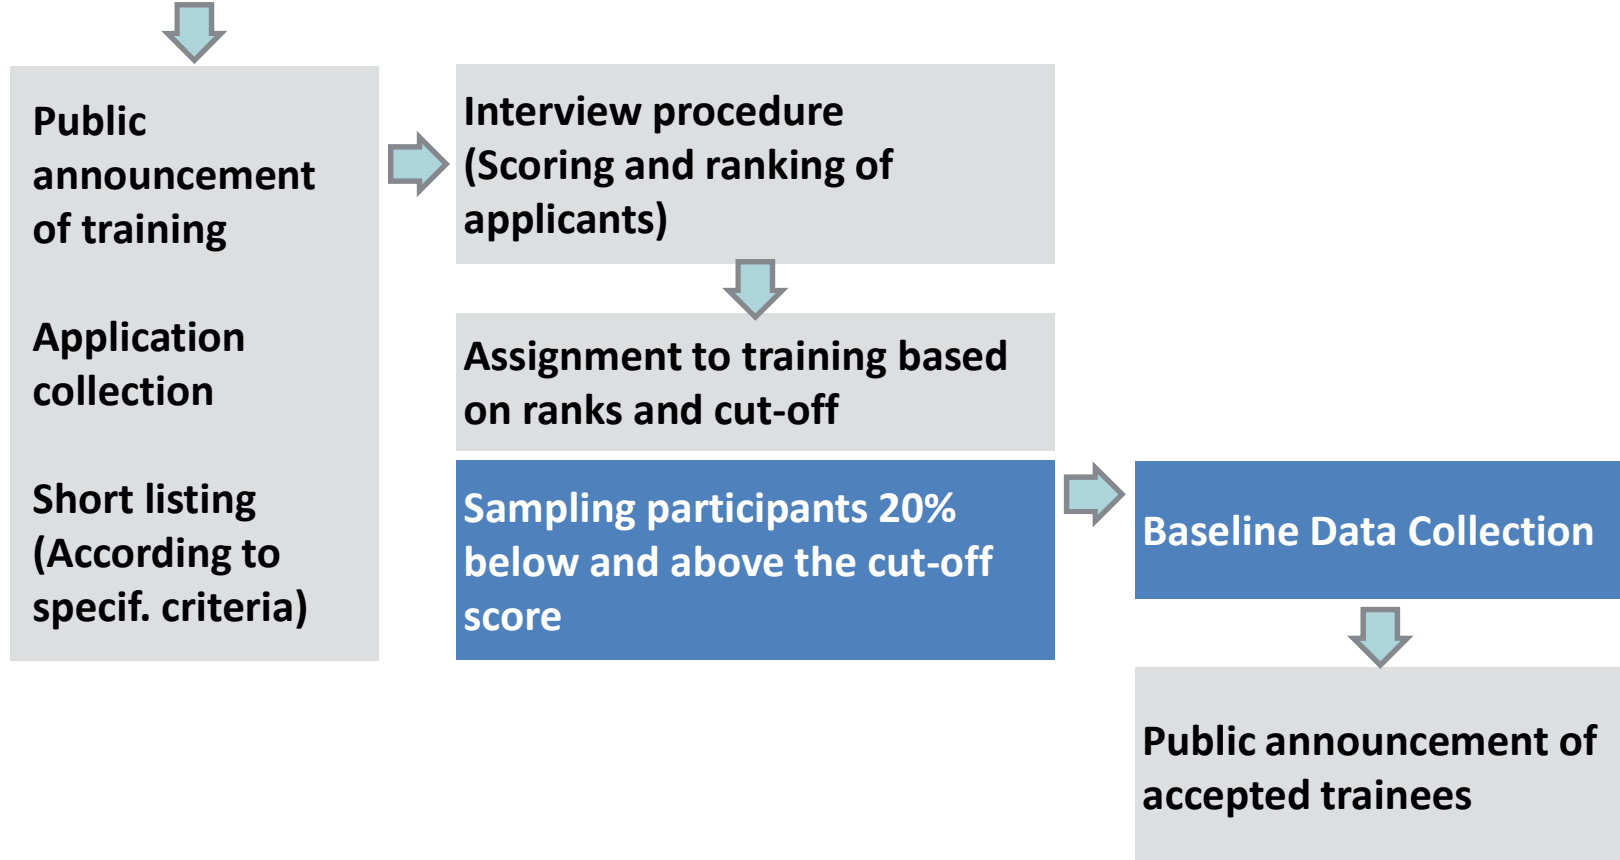 Public
announcement
of training
Application
collection
Short listing
(According to
specif. criteria)
Interview procedure
(Scoring and ranking of
applicants)
Assignment to training based
on ranks and cut-off
Sampling participants 20%
below and above the cut-off
score
Baseline Data Collection
Public announcement of
accepted trainees